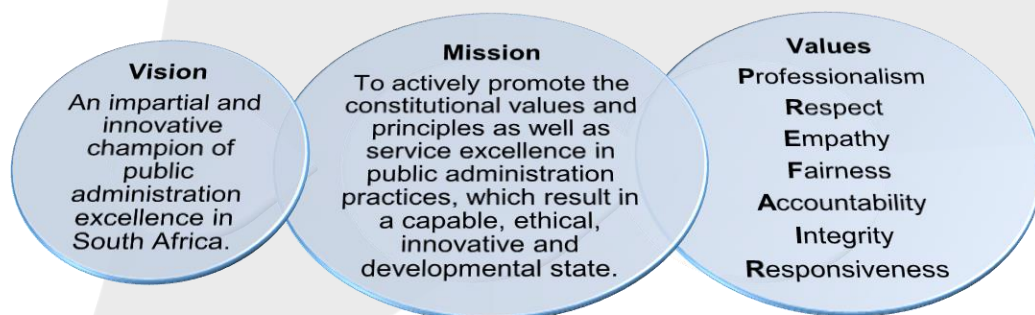 Vision
An impartial and
innovative
champion of
public
administration
excellence in
South Africa.
Mission
To actively promote the
constitutional values and
principles as well as
service excellence in
public administration
practices, which result in
a capable, ethical,
innovative and
developmental state.
Values
Professionalism
Respect
Empathy
Fairness
Accountability
Integrity
Responsiveness